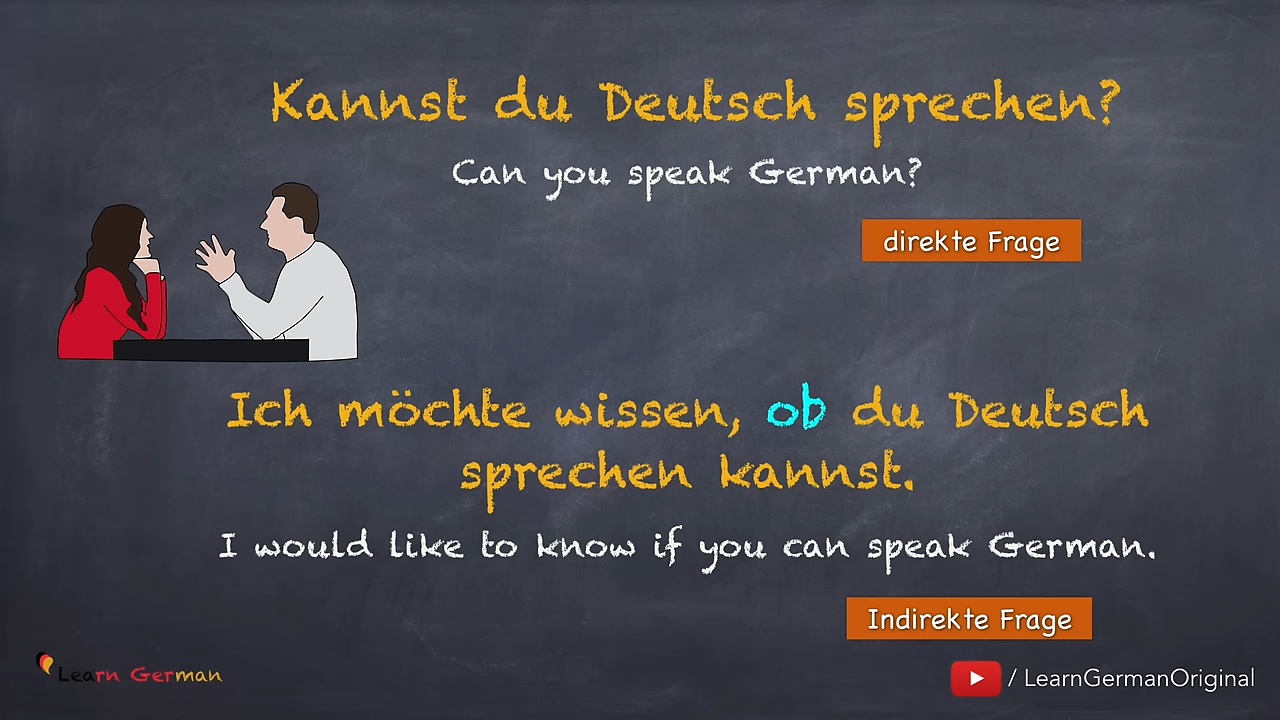 Kannst du Deutsch sprechen?
Can you speak German?
direkte Frage
Ich möchte wissen, ob du Deutsch
sprechen kannst.
I would like to know if you can speak German.
Indirekte Frage
Learn German
/ LearnGermanOriginal